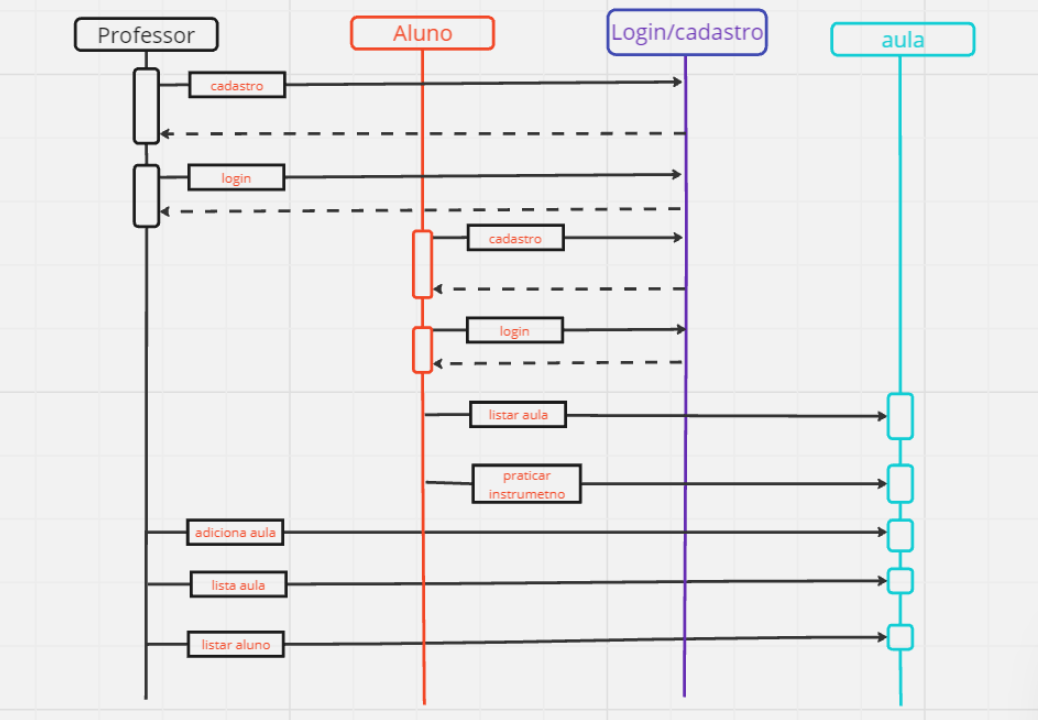 Professor
Aluno
Login/cadastro
aula
cadastro
login
cadastro
login
listar aula
praticar
instrumetno
adiciona aula
lista aula
listar aluno